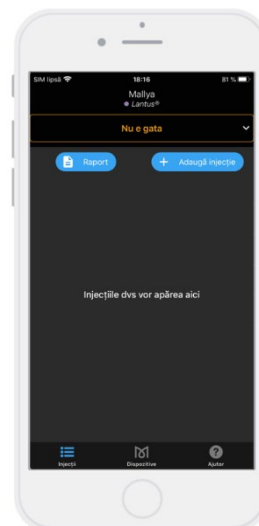 SIM lipsă 18:16 81 %
Mallya
Lantus®
Nu e gata
Raport
+ Adaugă injecție
Injecțiile dvs vor apărea aici
Injecții Dispozitive Ajutor